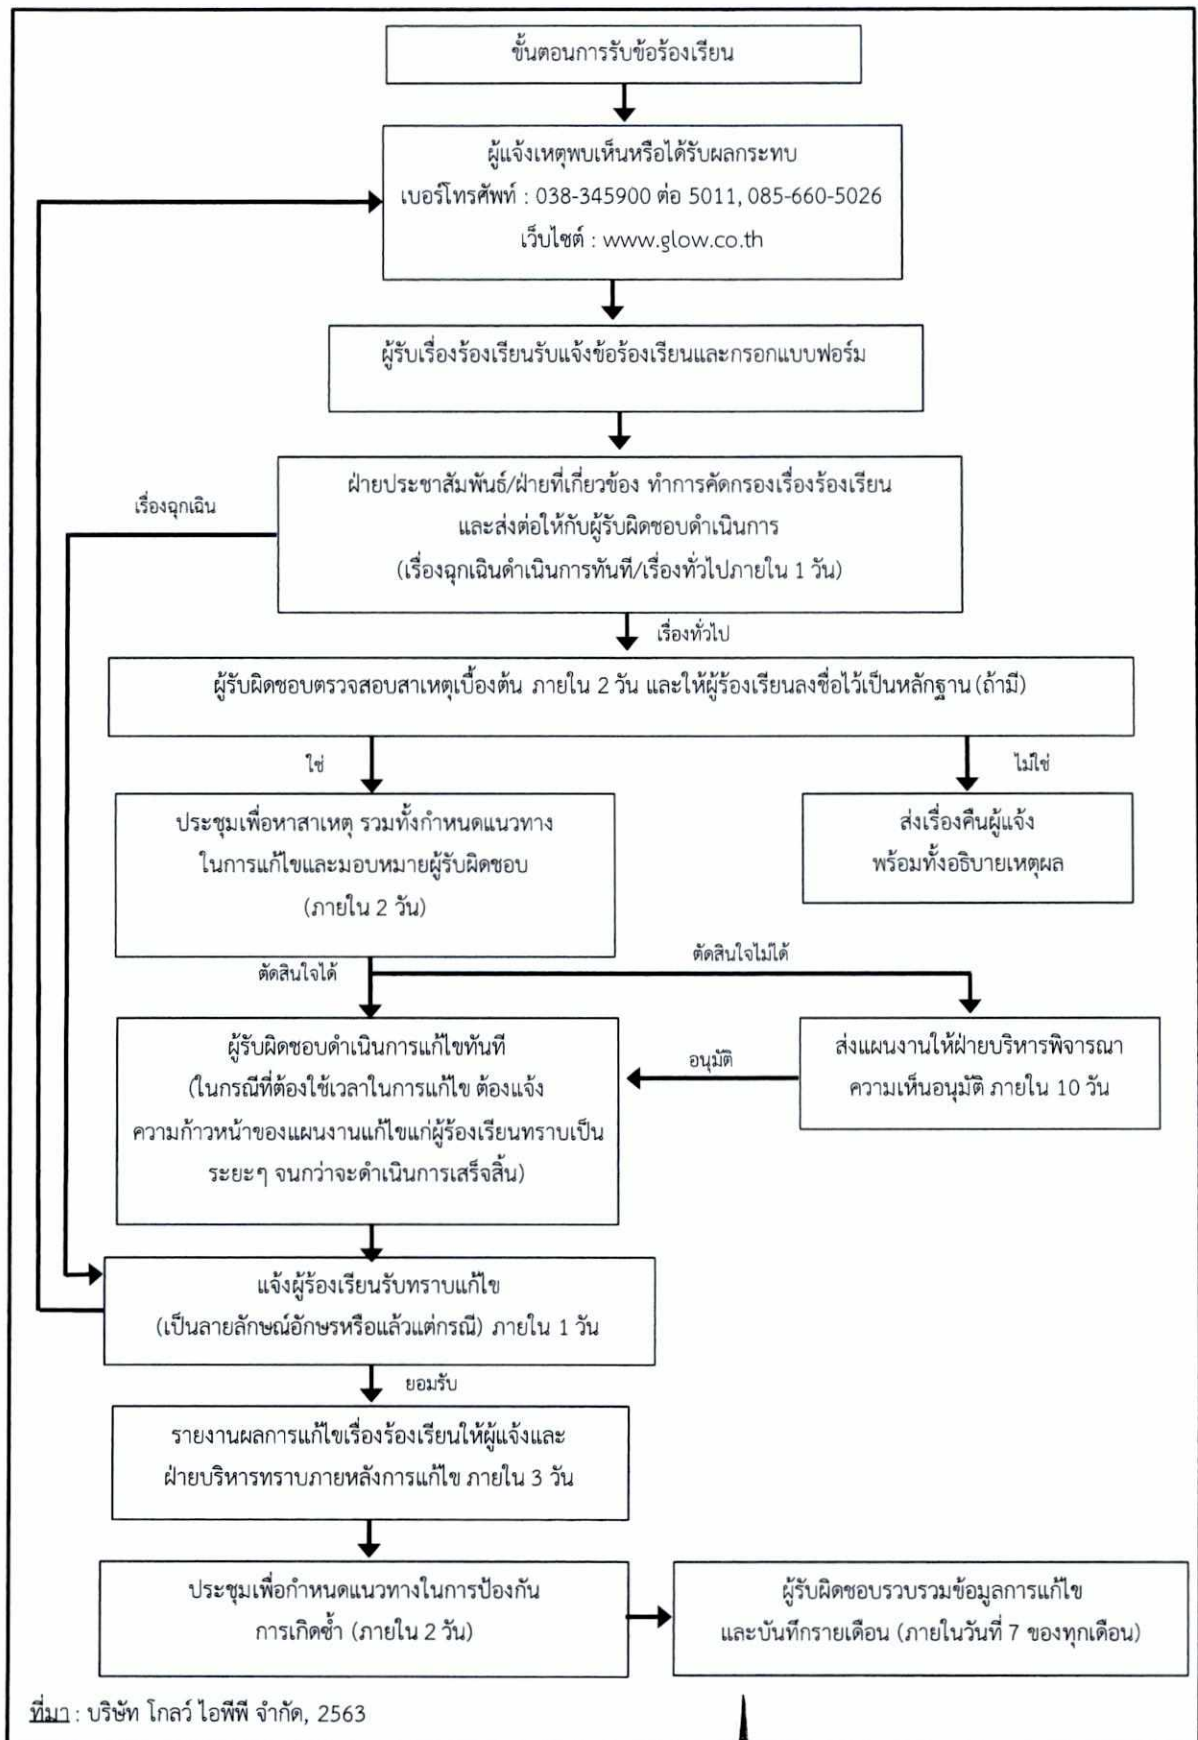 ขั้นตอนการรับข้อร้องเรียน
ผู้แจ้งเหตุพบเห็นหรือได้รับผลกระทบ
เบอร์โทรศัพท์ : 038-345900 ต่อ 5011, 085-660-5026
เว็บไซต์ : www.glow.co.th
ผู้รับเรื่องร้องเรียนรับแจ้งข้อร้องเรียนและกรอกแบบฟอร์ม
เรื่องฉุกเฉิน
ฝ่ายประชาสัมพันธ์/ฝ่ายที่เกี่ยวข้อง ทำการคัดกรองเรื่องร้องเรียน
และส่งต่อให้กับผู้รับผิดชอบดำเนินการ
(เรื่องฉุกเฉินดำเนินการทันที/เรื่องทั่วไปภายใน 1 วัน)
เรื่องทั่วไป
ผู้รับผิดชอบตรวจสอบสาเหตุเบื้องต้น ภายใน 2 วัน และให้ผู้ร้องเรียนลงชื่อไว้เป็นหลักฐาน (ถ้ามี)
ใช่
ไม่ใช่
ประชุมเพื่อหาสาเหตุ รวมทั้งกำหนดแนวทาง
ในการแก้ไขและมอบหมายผู้รับผิดชอบ
(ภายใน 2 วัน)
ส่งเรื่องคืนผู้แจ้ง
พร้อมทั้งอธิบายเหตุผล
ตัดสินใจได้
ตัดสินใจไม่ได้
ผู้รับผิดชอบดำเนินการแก้ไขทันที
(ในกรณีที่ต้องใช้เวลาในการแก้ไข ต้องแจ้ง
ความก้าวหน้าของแผนงานแก้ไขแก่ผู้ร้องเรียนทราบเป็น
ระยะๆ จนกว่าจะดำเนินการเสร็จสิ้น)
อนุมัติ
ส่งแผนงานให้ฝ่ายบริหารพิจารณา
ความเห็นอนุมัติ ภายใน 10 วัน
แจ้งผู้ร้องเรียนรับทราบแก้ไข
(เป็นลายลักษณ์อักษรหรือแล้วแต่กรณี) ภายใน 1 วัน
ยอมรับ
รายงานผลการแก้ไขเรื่องร้องเรียนให้ผู้แจ้งและ
ฝ่ายบริหารทราบภายหลังการแก้ไข ภายใน 3 วัน
ประชุมเพื่อกำหนดแนวทางในการป้องกัน
การเกิดซ้ำ (ภายใน 2 วัน)
ผู้รับผิดชอบรวบรวมข้อมูลการแก้ไข
และบันทึกรายเดือน (ภายในวันที่ 7 ของทุกเดือน)
ที่มา : บริษัท โกลว์ ไอพีพี จำกัด, 2563